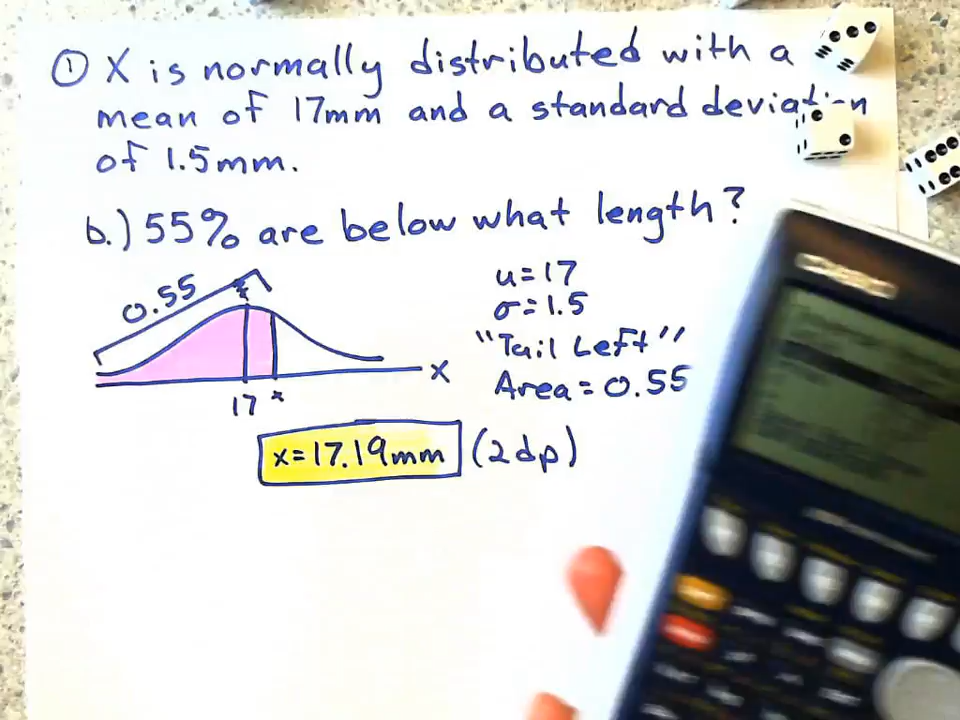 ① X is normally distributed with a
mean of 17mm and a standard deviation
of 1.5mm.
b.) 55% are below what length?
0.55
u=17
σ=1.5
"Tail Left"
Area=0.55
X
17 x
x=17.19mm (2dp)